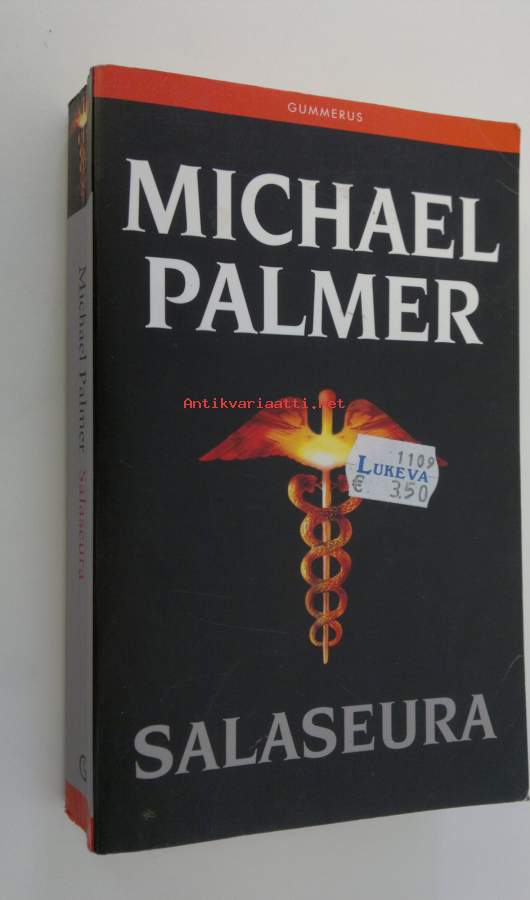 GUMMERUS
MICHAEL
PALMER
Antikvariaatti.net
1109
LUKEVA
€ 3.50
SALASEURA
Michael Palmer Salaseura